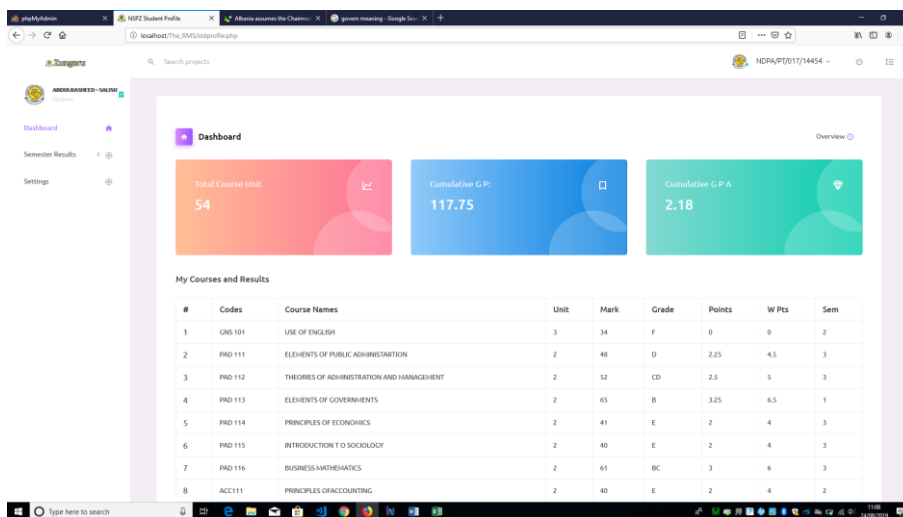 phpMyAdmin × NSPZ Student Profile × Albania assumes the Chairman × govern meaning - Google Sea × +
localhost/The_RMS/stdprofile.php
Zungeru Search projects NDPA/PT/017/14454
ABDULRASHEED - SALISU
Student
Dashboard
Semester Results
Settings
Dashboard Overview
Total Course Unit
54
Cumulative G P:
117.75
Cumulative G P A
2.18
My Courses and Results
# Codes Course Names Unit Mark Grade Points W Pts Sem
1 GNS 101 USE OF ENGLISH 3 34 F 0 0 2
2 PAD 111 ELEMENTS OF PUBLIC ADMINISTARTION 2 48 D 2.25 4.5 3
3 PAD 112 THEORIES OF ADMINISTRATION AND MANAGEMENT 2 52 CD 2.5 5 3
4 PAD 113 ELEMENTS OF GOVERNMENTS 2 65 B 3.25 6.5 1
5 PAD 114 PRINCIPLES OF ECONOMICS 2 41 E 2 4 3
6 PAD 115 INTRODUCTION T O SOCIOLOGY 2 40 E 2 4 3
7 PAD 116 BUSINESS MATHEMATICS 2 61 BC 3 6 3
8 ACC111 PRINCIPLES OFACCOUNTING 2 40 E 2 4 2
Type here to search
11:08
24/08/2019